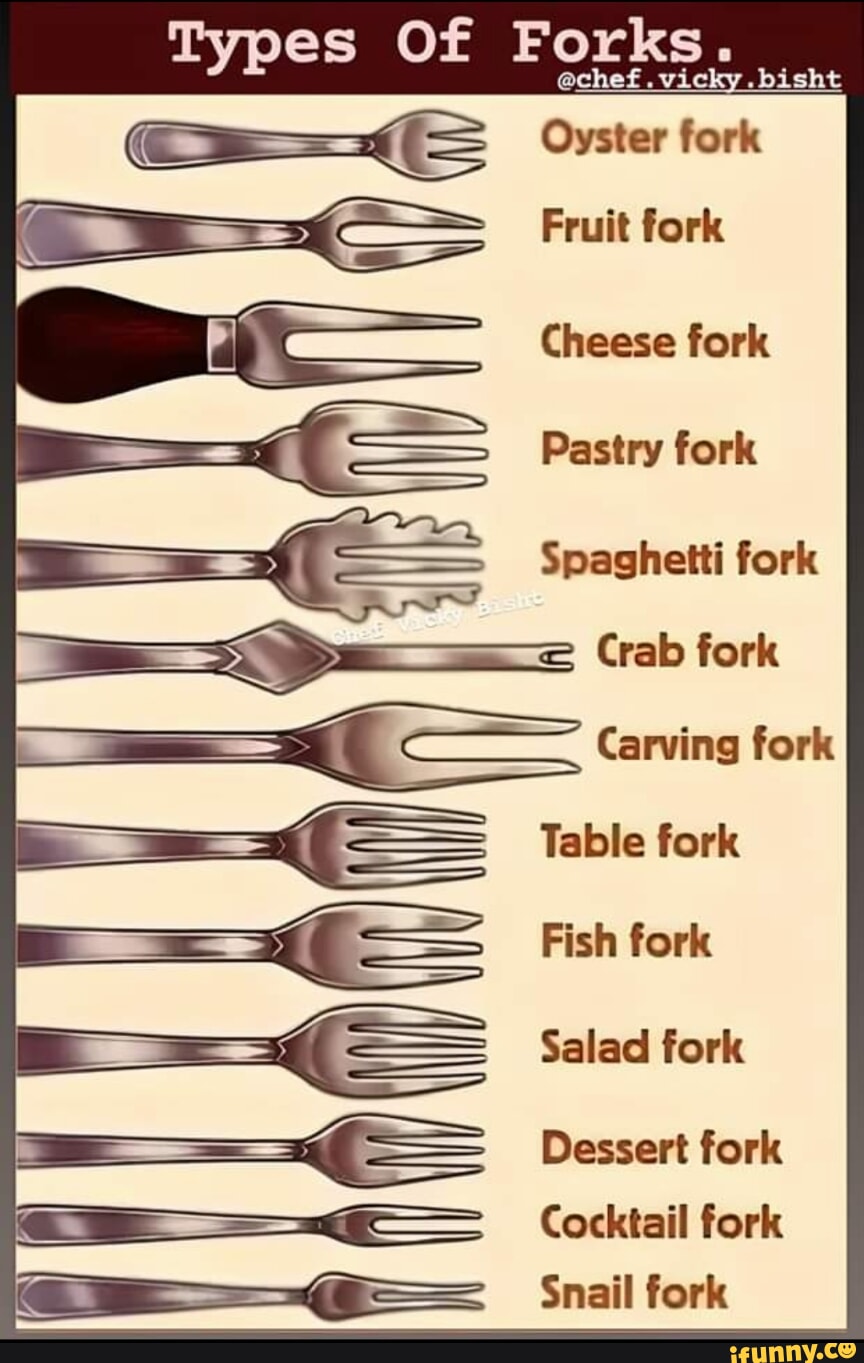 Types Of Forks.
@chef.vicky.bisht
Oyster fork
Fruit fork
Cheese fork
Pastry fork
Spaghetti fork
Chef Vicky Bisht
Crab fork
Carving fork
Table fork
Fish fork
Salad fork
Dessert fork
Cocktail fork
Snail fork
ifunny.co